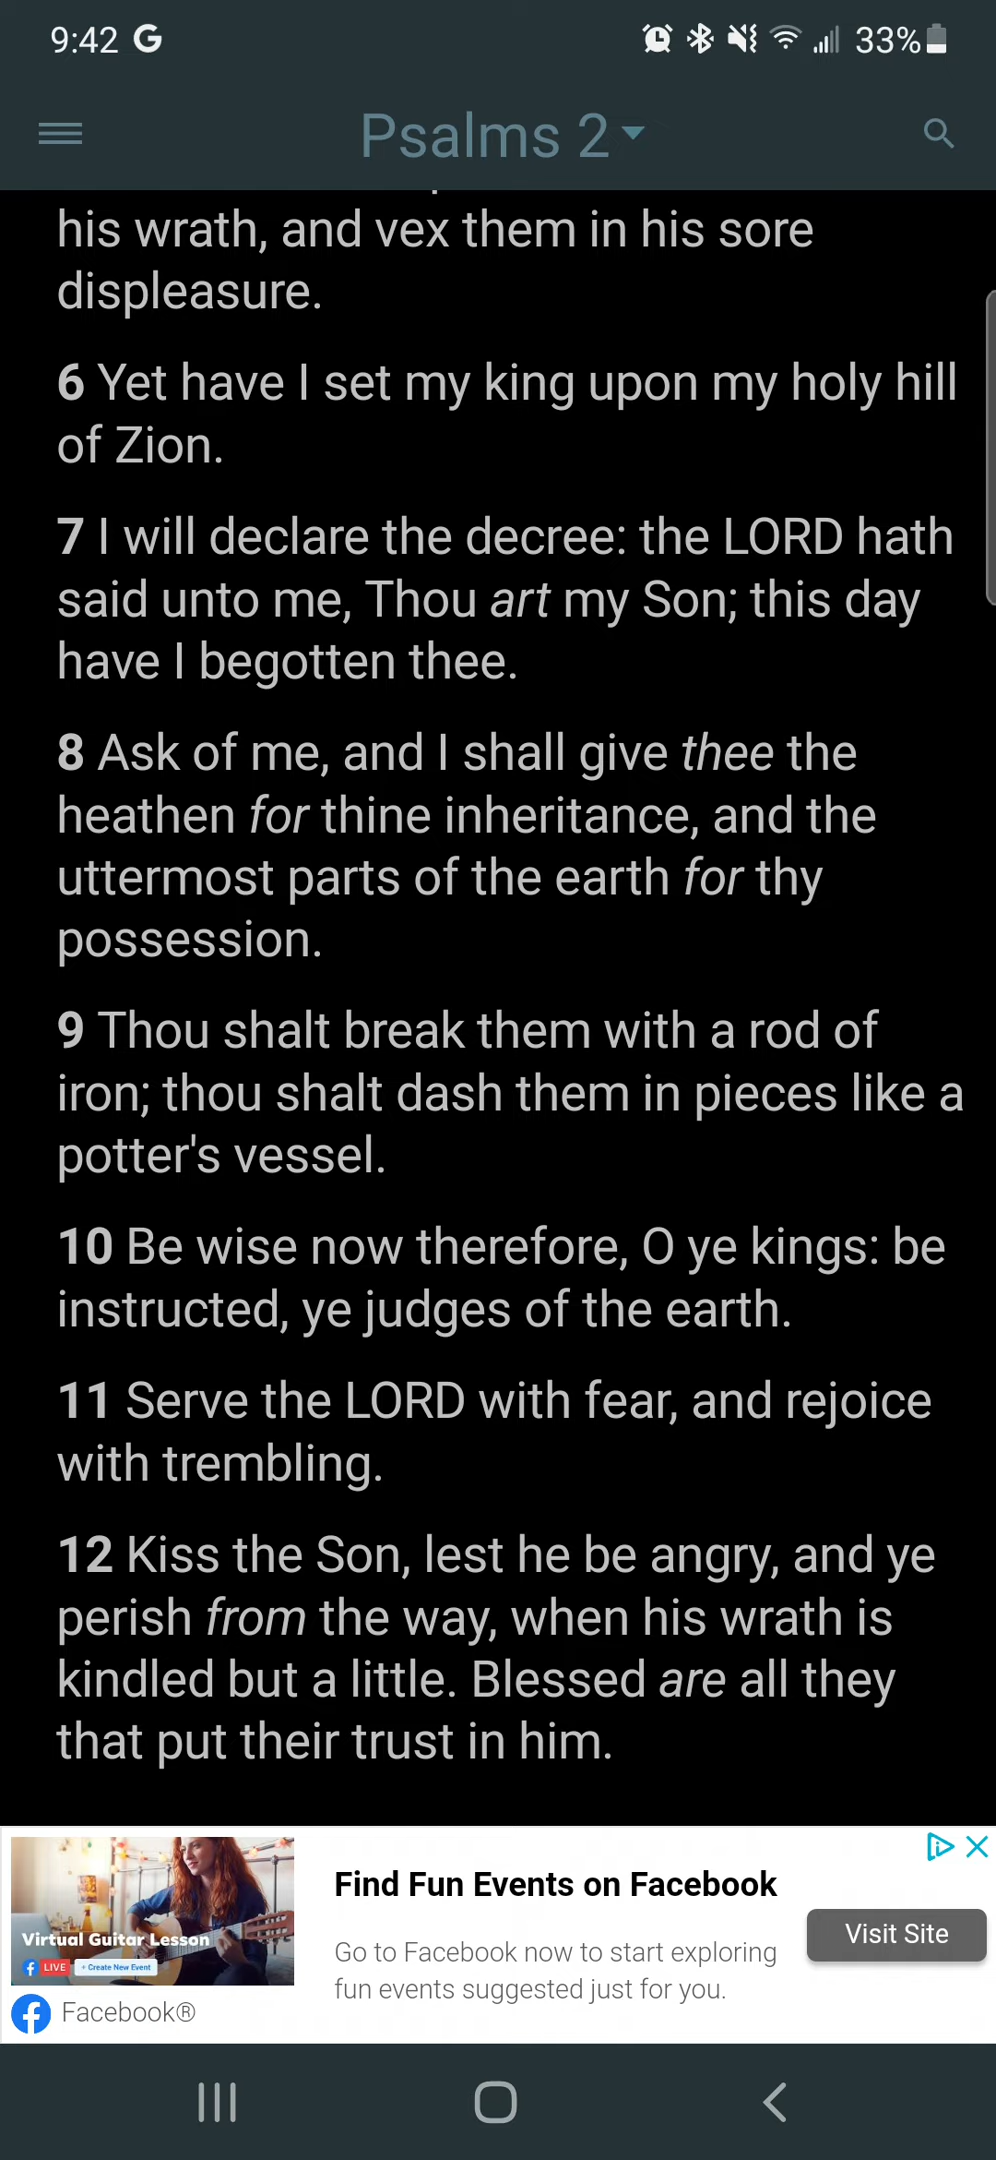 9:42 G 33%
Psalms 2
his wrath, and vex them in his sore
displeasure.
6 Yet have I set my king upon my holy hill
of Zion.
7 I will declare the decree: the LORD hath
said unto me, Thou art my Son; this day
have I begotten thee.
8 Ask of me, and I shall give thee the
heathen for thine inheritance, and the
uttermost parts of the earth for thy
possession.
9 Thou shalt break them with a rod of
iron; thou shalt dash them in pieces like a
potter's vessel.
10 Be wise now therefore, O ye kings: be
instructed, ye judges of the earth.
11 Serve the LORD with fear, and rejoice
with trembling.
12 Kiss the Son, lest he be angry, and ye
perish from the way, when his wrath is
kindled but a little. Blessed are all they
that put their trust in him.
Virtual Guitar Lesson
LIVE + Create New Event
Facebook®
Find Fun Events on Facebook
Go to Facebook now to start exploring
fun events suggested just for you.
Visit Site